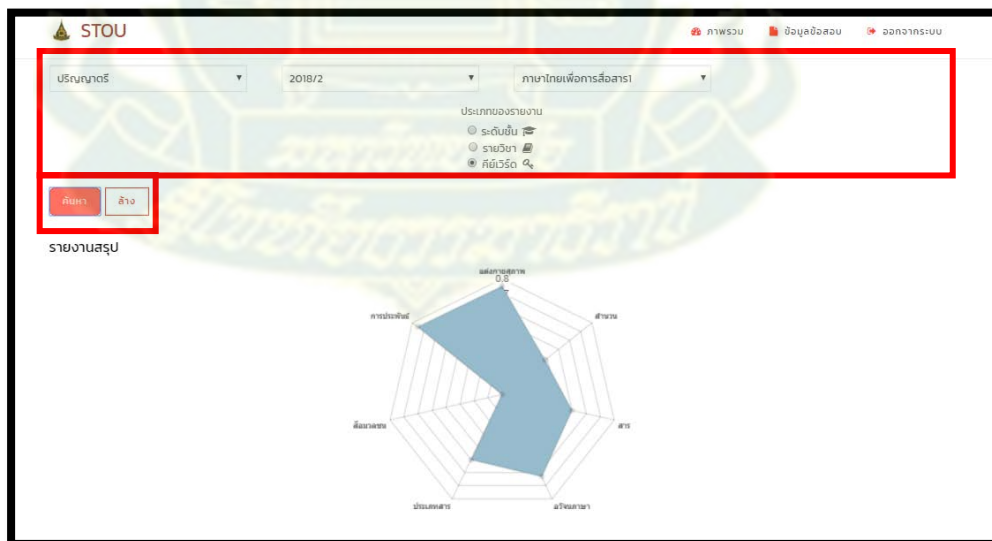 STOU
ภาพรวม ข้อมูลข้อสอบ ออกจากระบบ
ปริญญาตรี 2018/2 ภาษาไทยเพื่อการสื่อสาร1
ประเภทของรายงาน
ระดับชั้น
รายวิชา
คีย์เวิร์ด
ค้นหา ล้าง
รายงานสรุป
0.8
การประพันธ์ สำนวน
สื่อมวลชน สาร
ประเภทสาร อวัจนภาษา